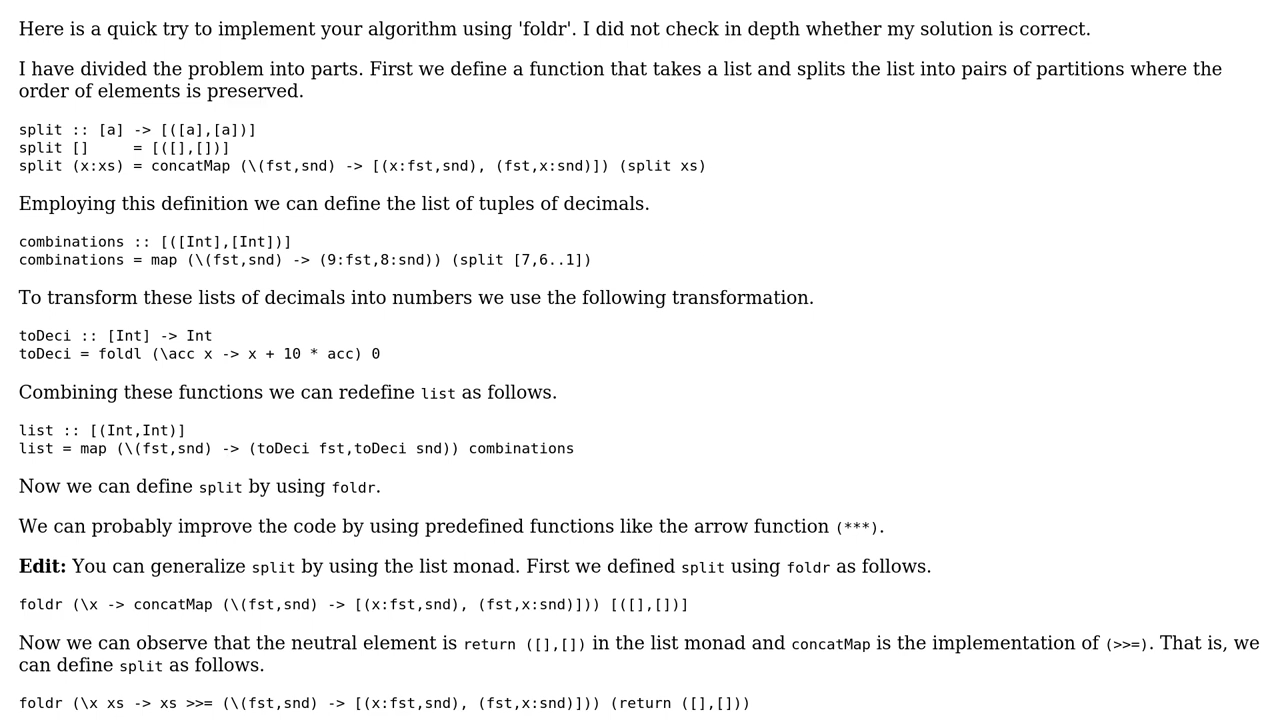 Here is a quick try to implement your algorithm using 'foldr'. I did not check in depth whether my solution is correct.
I have divided the problem into parts. First we define a function that takes a list and splits the list into pairs of partitions where the
order of elements is preserved.
split :: [a] -> [([a],[a])]
split []     = [([],[])]
split (x:xs) = concatMap (\(fst,snd) -> [(x:fst,snd), (fst,x:snd)]) (split xs)
Employing this definition we can define the list of tuples of decimals.
combinations :: [([Int],[Int])]
combinations = map (\(fst,snd) -> (9:fst,8:snd)) (split [7,6..1])
To transform these lists of decimals into numbers we use the following transformation.
toDeci :: [Int] -> Int
toDeci = foldl (\acc x -> x + 10 * acc) 0
Combining these functions we can redefine list as follows.
list :: [(Int,Int)]
list = map (\(fst,snd) -> (toDeci fst,toDeci snd)) combinations
Now we can define split by using foldr.
We can probably improve the code by using predefined functions like the arrow function (***).
Edit: You can generalize split by using the list monad. First we defined split using foldr as follows.
foldr (\x -> concatMap (\(fst,snd) -> [(x:fst,snd), (fst,x:snd)])) [([],[])]
Now we can observe that the neutral element is return ([],[]) in the list monad and concatMap is the implementation of (>>=). That is, we
can define split as follows.
foldr (\x xs -> xs >>= (\(fst,snd) -> [(x:fst,snd), (fst,x:snd)])) (return ([],[]))